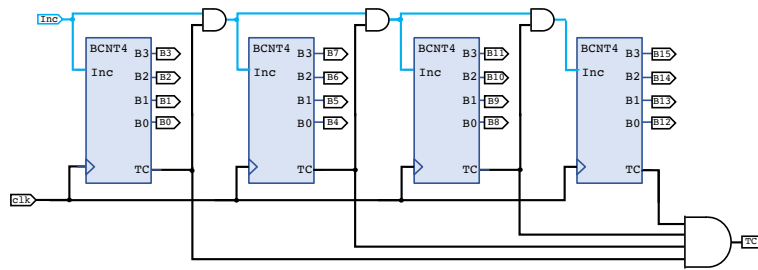 Inc
BCNT4 B3 B3
Inc B2 B2
B1 B1
B0 B0
TC
BCNT4 B3 B7
Inc B2 B6
B1 B5
B0 B4
TC
BCNT4 B3 B11
Inc B2 B10
B1 B9
B0 B8
TC
BCNT4 B3 B15
Inc B2 B14
B1 B13
B0 B12
TC
clk
TC